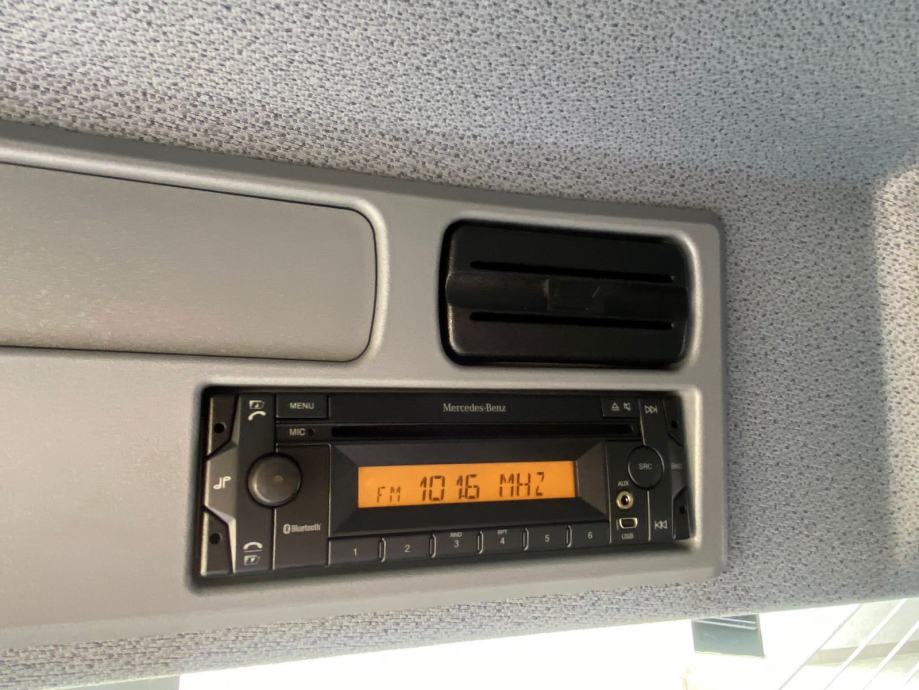 MENU
Mercedes-Benz
MIC
SRC
FM 101.6 MHZ
AUX
Bluetooth
USB
RND
RPT
1
2
3
4
5
6